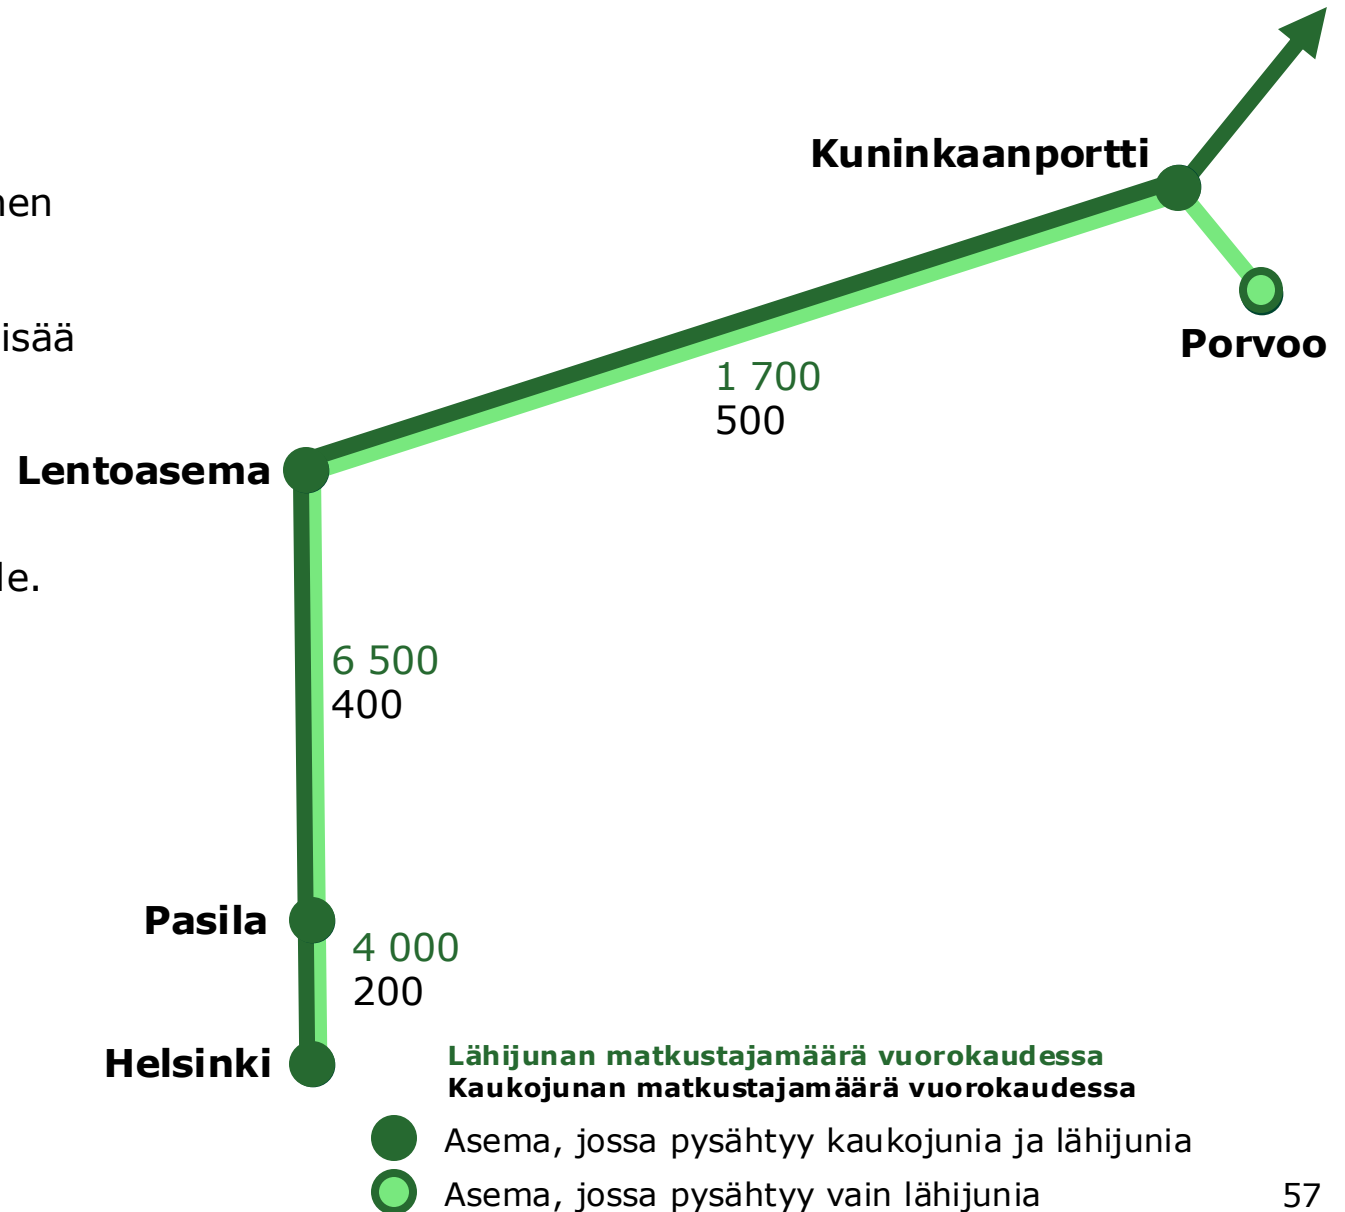 Kuninkaanportti
nen
isää
Porvoo
1 700
500
Lentoasema
le.
6 500
400
Pasila
4 000
200
Helsinki
Lähijunan matkustajamäärä vuorokaudessa
Kaukojunan matkustajamäärä vuorokaudessa
Asema, jossa pysähtyy kaukojunia ja lähijunia
Asema, jossa pysähtyy vain lähijunia
57